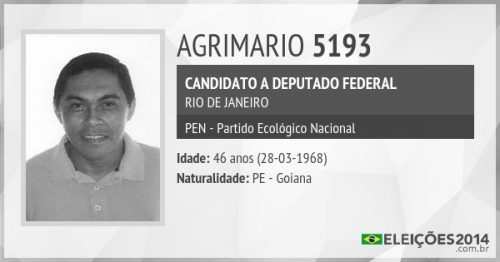 AGRIMARIO 5193
CANDIDATO A DEPUTADO FEDERAL
RIO DE JANEIRO
PEN - Partido Ecológico Nacional
Idade: 46 anos (28-03-1968)
Naturalidade: PE - Goiana
ELEIÇÕES2014
.com.br